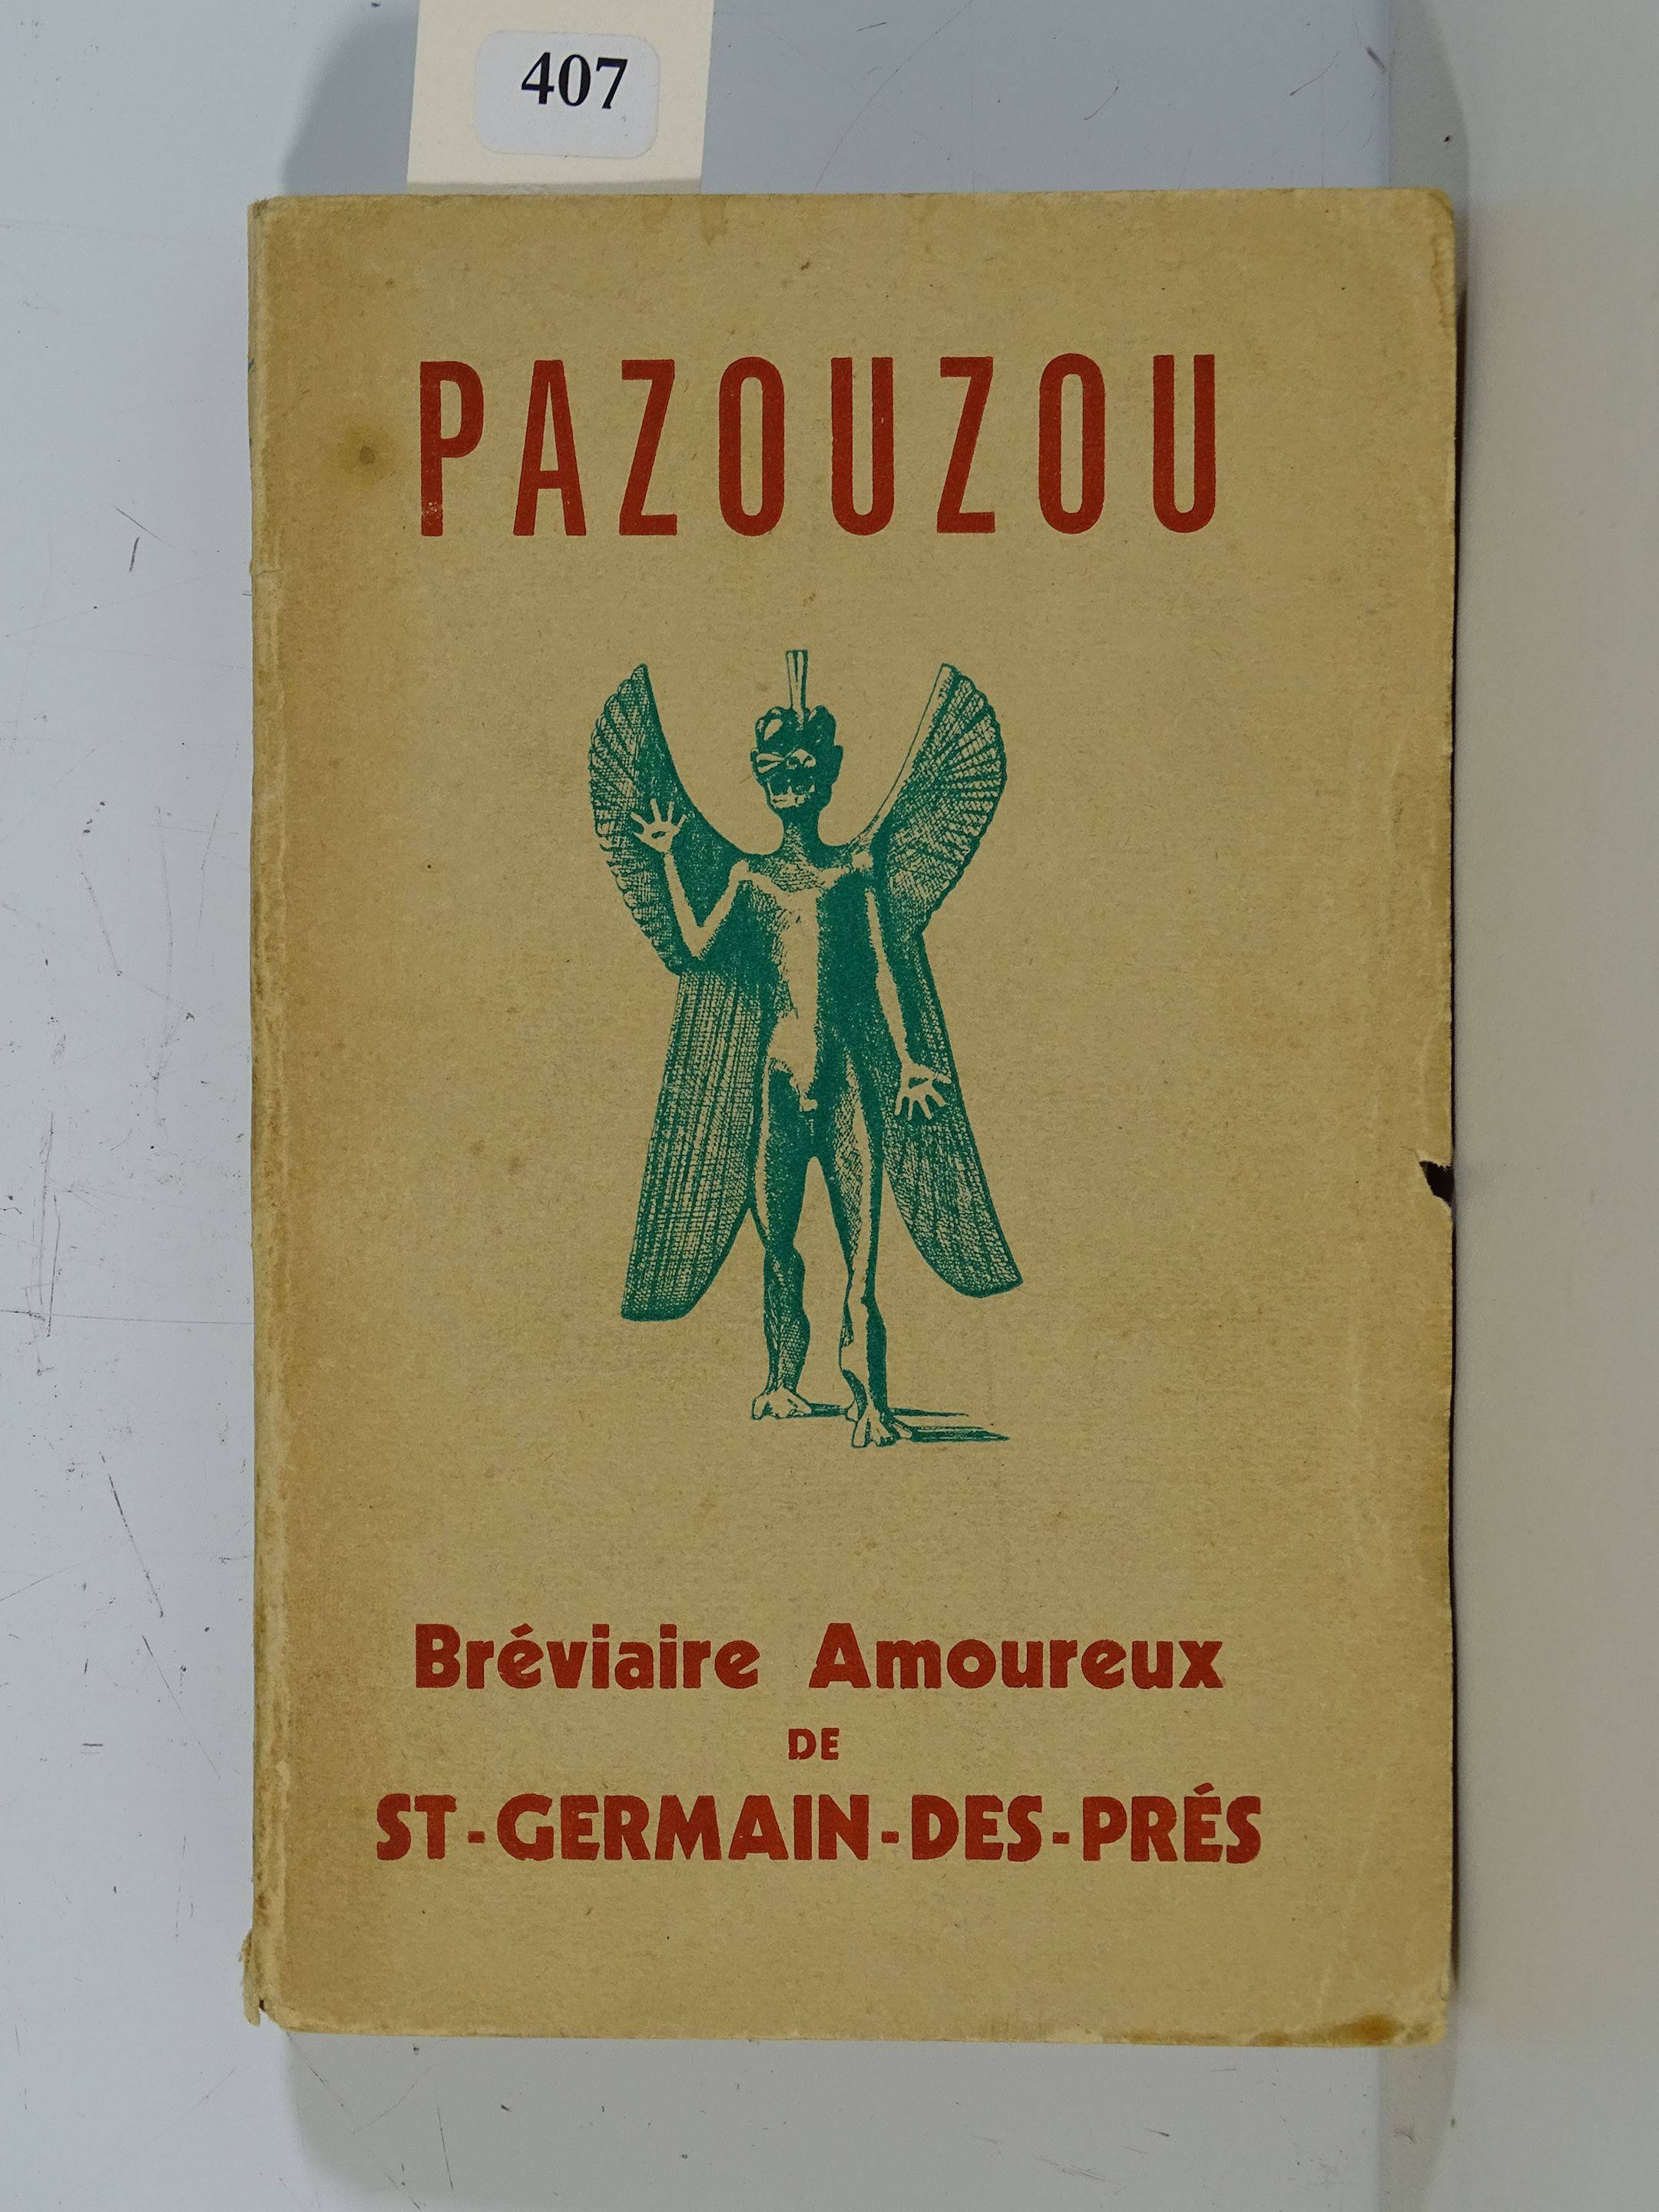 407
PAZOUZOU
Bréviaire Amoureux
DE
ST-GERMAIN-DES-PRÉS